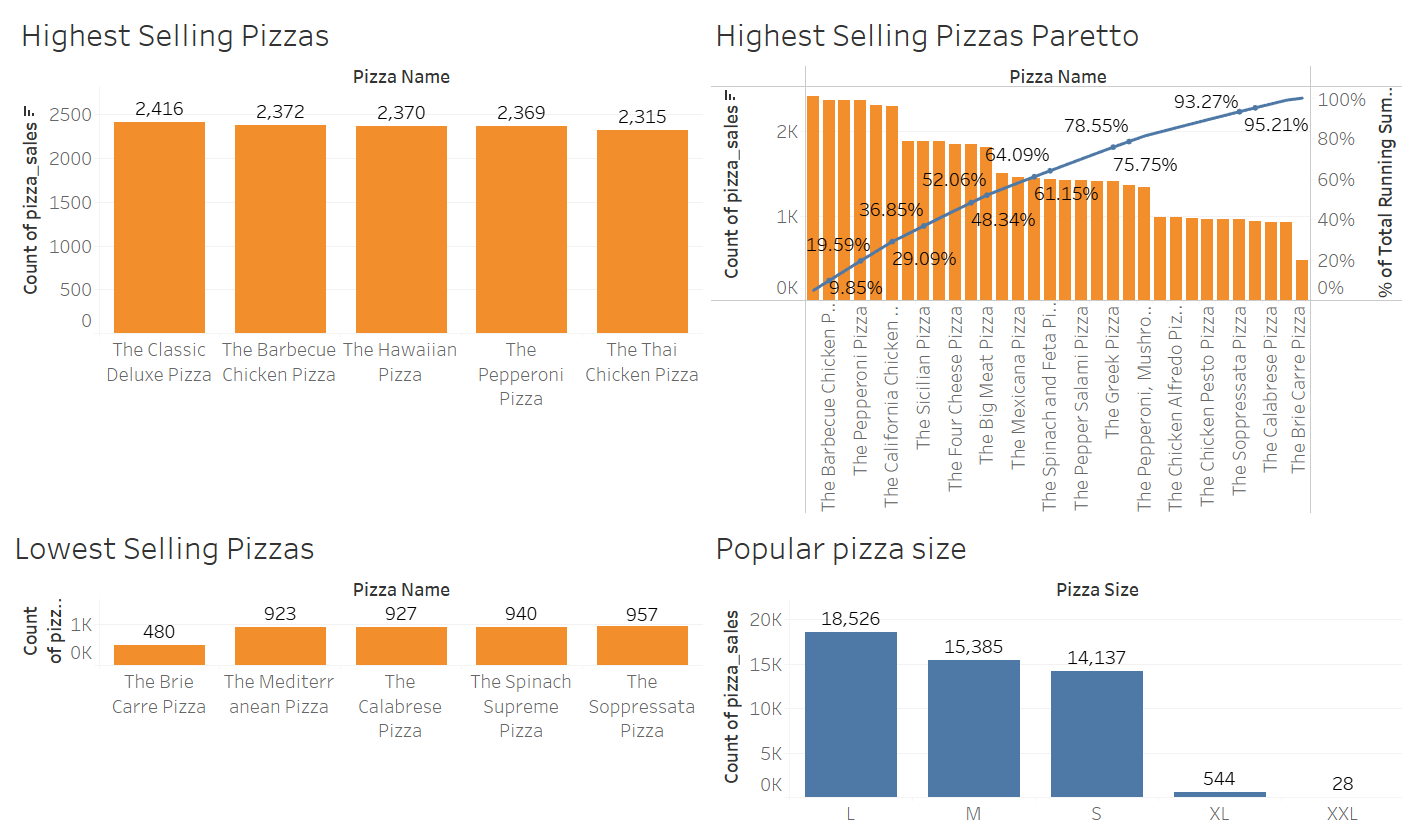 Highest Selling Pizzas
Pizza Name
Count of pizza_sales
2500
2000
1500
1000
500
0
2,416
2,372
2,370
2,369
2,315
The Classic
Deluxe Pizza
The Barbecue
Chicken Pizza
The Hawaiian
Pizza
The
Pepperoni
Pizza
The Thai
Chicken Pizza
Highest Selling Pizzas Paretto
Pizza Name
Count of pizza_sales
2K
1K
0K
9.85%
19.59%
29.09%
36.85%
48.34%
52.06%
61.15%
64.09%
75.75%
78.55%
93.27%
95.21%
100%
80%
60%
40%
20%
0%
% of Total Running Sum..
The Barbecue Chicken P..
The Pepperoni Pizza
The California Chicken ..
The Sicilian Pizza
The Four Cheese Pizza
The Big Meat Pizza
The Mexicana Pizza
The Spinach and Feta Pi..
The Pepper Salami Pizza
The Greek Pizza
The Pepperoni, Mushro..
The Chicken Alfredo Piz..
The Chicken Pesto Pizza
The Soppressata Pizza
The Calabrese Pizza
The Brie Carre Pizza
Lowest Selling Pizzas
Pizza Name
Count
of pizz..
1K
0K
480
923
927
940
957
The Brie
Carre Pizza
The Mediterr
anean Pizza
The
Calabrese
Pizza
The Spinach
Supreme
Pizza
The
Soppressata
Pizza
Popular pizza size
Pizza Size
Count of pizza_sales
20K
15K
10K
5K
0K
18,526
15,385
14,137
544
28
L
M
S
XL
XXL